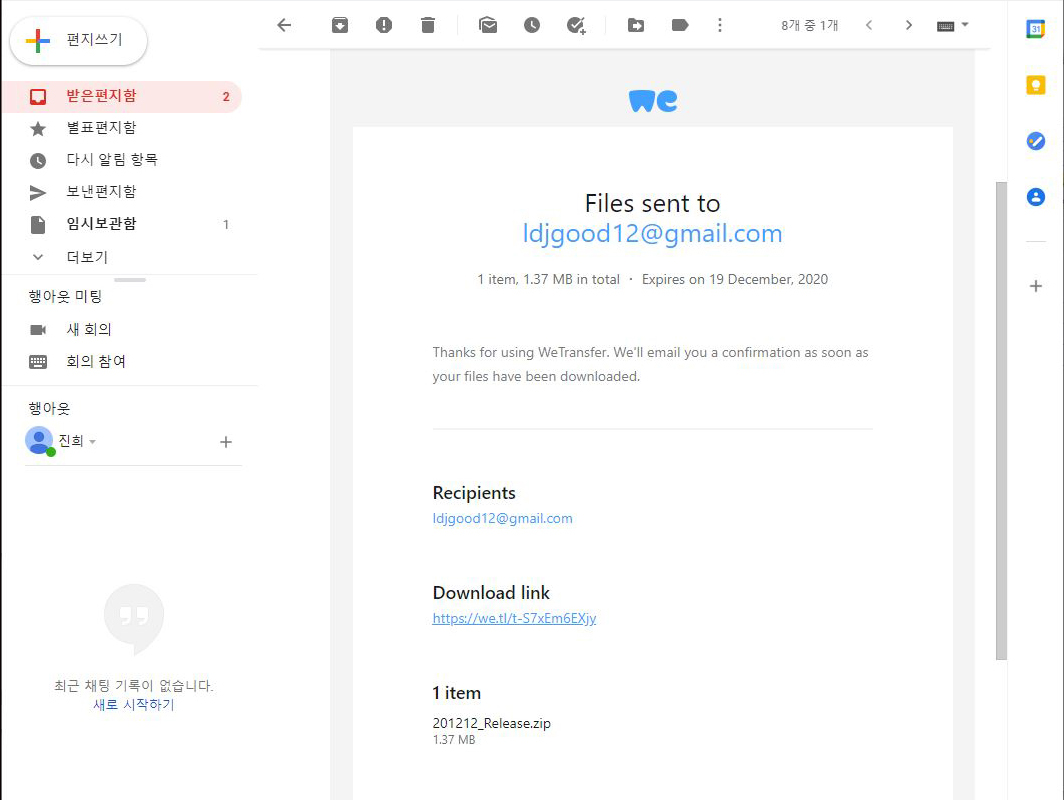 편지쓰기
받은편지함 2
별표편지함
다시 알림 항목
보낸편지함
임시보관함 1
더보기
행아웃 미팅
새 회의
회의 참여
행아웃
진희
최근 채팅 기록이 없습니다.
새로 시작하기
8개 중 1개
we
Files sent to
ldjgood12@gmail.com
1 item, 1.37 MB in total ・ Expires on 19 December, 2020
Thanks for using WeTransfer. We'll email you a confirmation as soon as
your files have been downloaded.
Recipients
ldjgood12@gmail.com
Download link
https://we.tl/t-S7xEm6EXjy
1 item
201212_Release.zip
1.37 MB
31